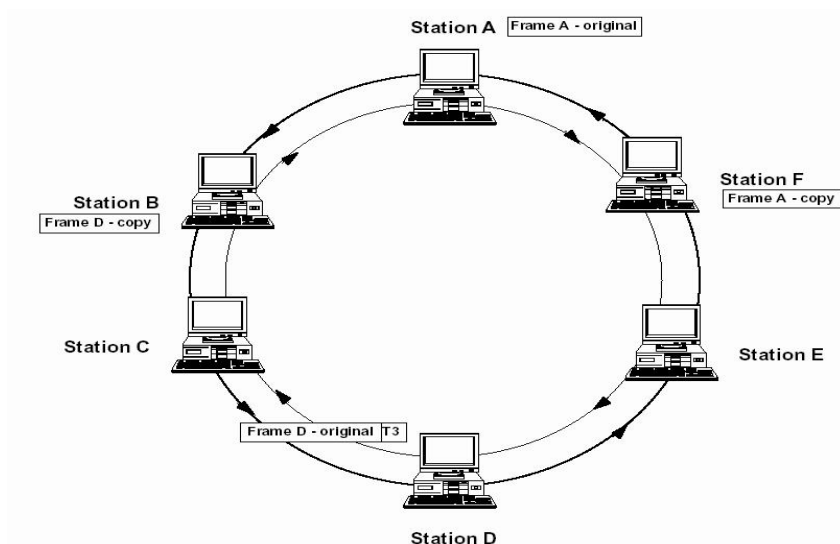 Station A Frame A - original
Station F
Frame A - copy
Station B
Frame D - copy
Station C
Station E
Frame D - original T3
Station D